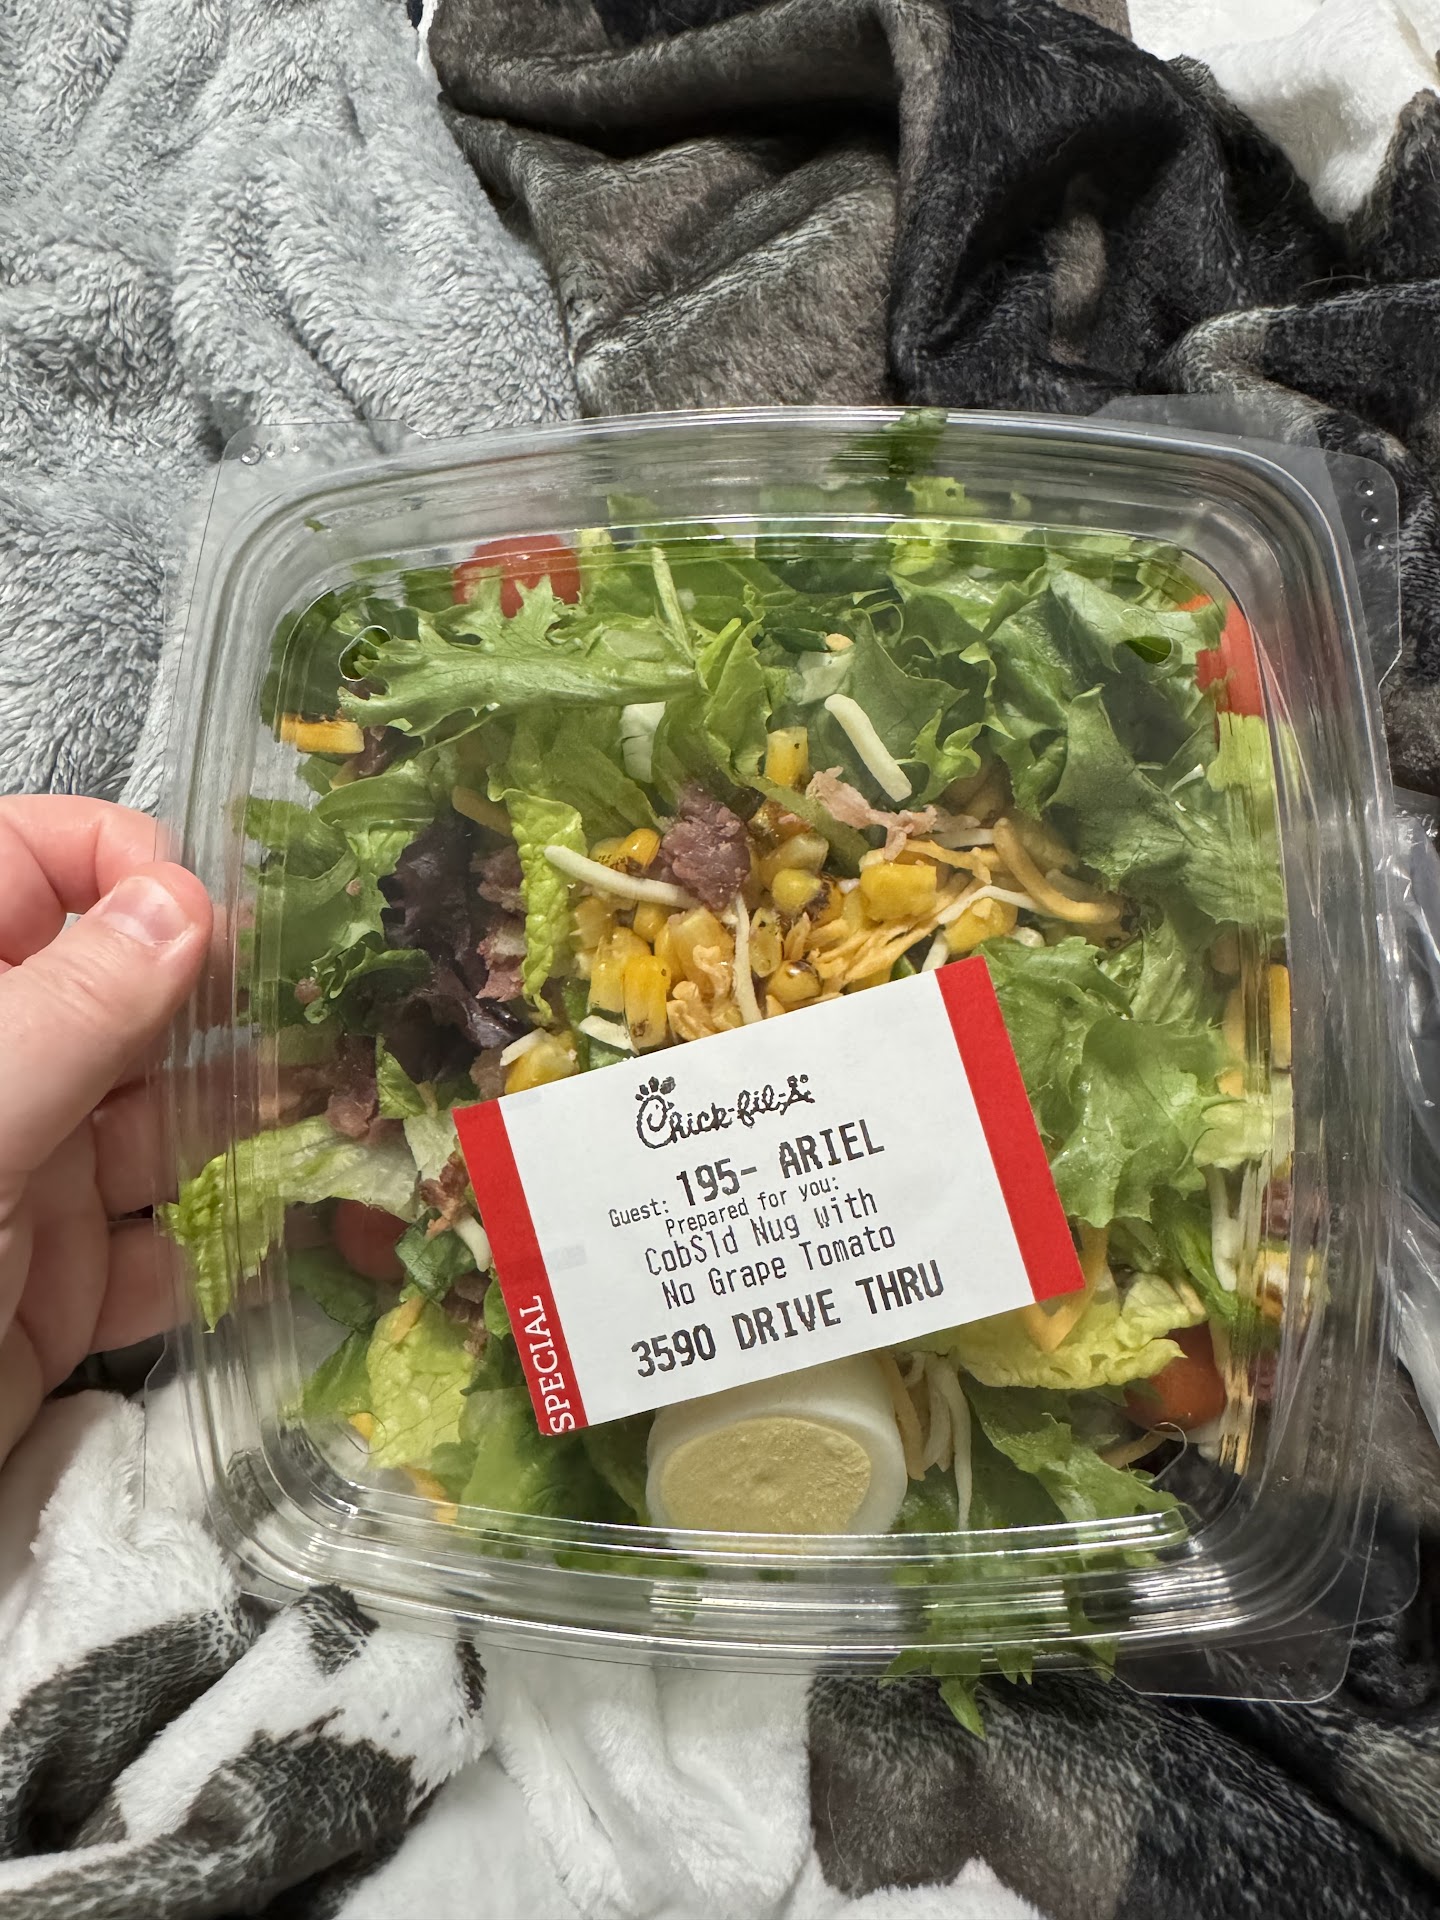 Chick-fil-A
Guest: 195- ARIEL
Prepared for you:
CobSld Nug With
No Grape Tomato
3590 DRIVE THRU
SPECIAL